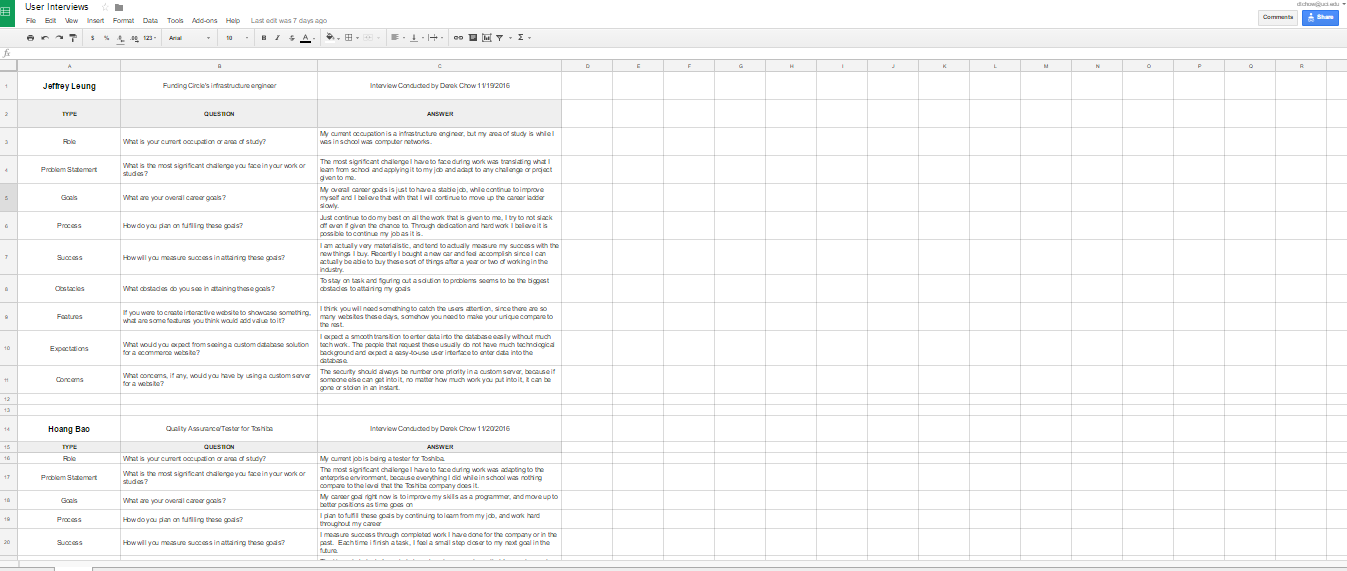 User Interviews
dtchow@uci.edu
File Edit View Insert Format Data Tools Add-ons Help Last edit was 7 days ago
Comments Share
$ % .0 .00 123 Arial 10 B I S A Σ
fx
A B C D E F G H I J K L M N O P Q R
1 Jeffrey Leung Funding Circle's infrastructure engineer Interview Conducted by Derek Chow 11/19/2016
2 TYPE QUESTION ANSWER
3 Role What is your current occupation or area of study? My current occupation is a infrastructure engineer, but my area of study is while I
was in school was computer networks.
4 Problem Statement What is the most significant challenge you face in your work or
studies?
The most significant challenge I have to face during work was translating what I
learn from school and applying it to my job and adapt to any challenge or project
given to me.
5 Goals What are your overall career goals? My overall career goals is just to have a stable job, while continue to improve
myself and I believe that with that I will continue to move up the career ladder
slowly.
6 Process How do you plan on fulfilling these goals? Just continue to do my best on all the work that is given to me, I try to not slack
off even if given the chance to. Through dedication and hard work I believe it is
possible to continue my job as it is.
7 Success How will you measure success in attaining these goals? I am actually very materialistic, and tend to actually measure my success with the
new things I buy. Recently I bought a new car and feel accomplish since I can
actually be able to buy these sort of things after a year or two of working in the
industry.
8 Obstacles What obstacles do you see in attaining these goals? To stay on task and figuring out a solution to problems seems to be the biggest
obstacles to attaining my goals
9 Features If you were to create interactive website to showcase something,
what are some features you think would add value to it?
I think you will need something to catch the users attention, since there are so
many websites these days, somehow you need to make your unique compare to
the rest.
10 Expectations What would you expect from seeing a custom database solution
for a ecommerce website?
I expect a smooth transition to enter data into the database easily without much
tech work. The people that request these usually do not have much technological
background and expect a easy-to-use user interface to enter data into the
database.
11 Concerns What concerns, if any, would you have by using a custom server
for a website?
The security should always be number one priority in a custom server, because if
someone else can get into it, no matter how much work you put into it, it can be
gone or stolen in an instant.
12
13
14 Hoang Bao Quality Assurance/Tester for Toshiba Interview Conducted by Derek Chow 11/20/2016
15 TYPE QUESTION ANSWER
16 Role What is your current occupation or area of study? My current job is being a tester for Toshiba.
17 Problem Statement What is the most significant challenge you face in your work or
studies?
The most significant challenge I have to face during work was adapting to the
enterprise environment, because everything I did while in school was nothing
compare to the level that the Toshiba company does it.
18 Goals What are your overall career goals? My career goal right now is to improve my skills as a programmer, and move up to
better positions as time goes on
19 Process How do you plan on fulfilling these goals? I plan to fulfill these goals by continuing to learn from my job, and work hard
throughout my career
20 Success How will you measure success in attaining these goals? I measure success through completed work I have done for the company or in the
past. Each time i finish a task, I feel a small step closer to my next goal in the
future.